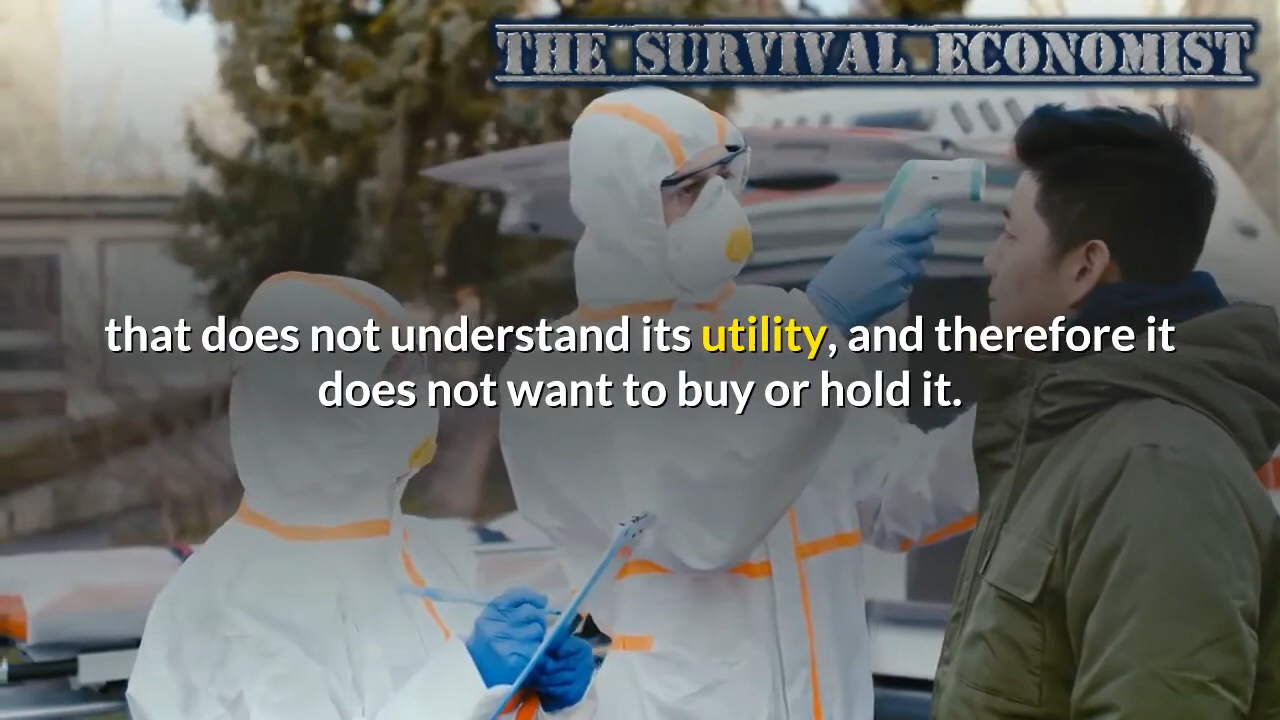 THE SURVIVAL ECONOMIST
that does not understand its utility, and therefore it
does not want to buy or hold it.